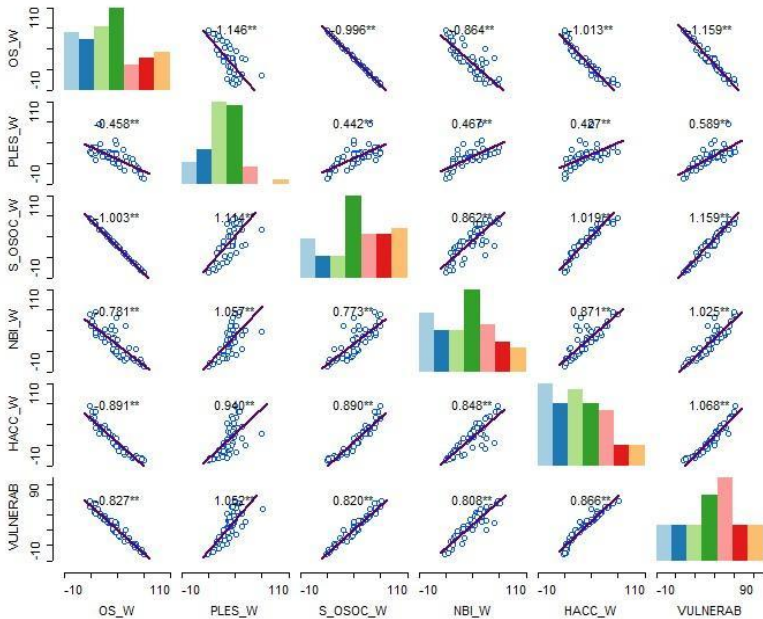 OS_W -10 110 -1.146** -0.996** -0.864** -1.013** -1.159**
PLES_W -10 110 -0.458** 0.442** 0.467** 0.427** 0.589**
S_OSOC_W -10 110 -1.003** 1.114** 0.862** 1.019** 1.159**
NBI_W -10 110 -0.781** 1.057** 0.773** 0.871** 1.025**
HACC_W -10 110 -0.891** 0.940** 0.890** 0.848** 1.068**
VULNERAB -10 90 -0.827** 1.052** 0.820** 0.808** 0.866**
-10 110 -10 110 -10 110
-10 110 -10 110 -10 90
OS_W PLES_W S_OSOC_W NBI_W HACC_W VULNERAB